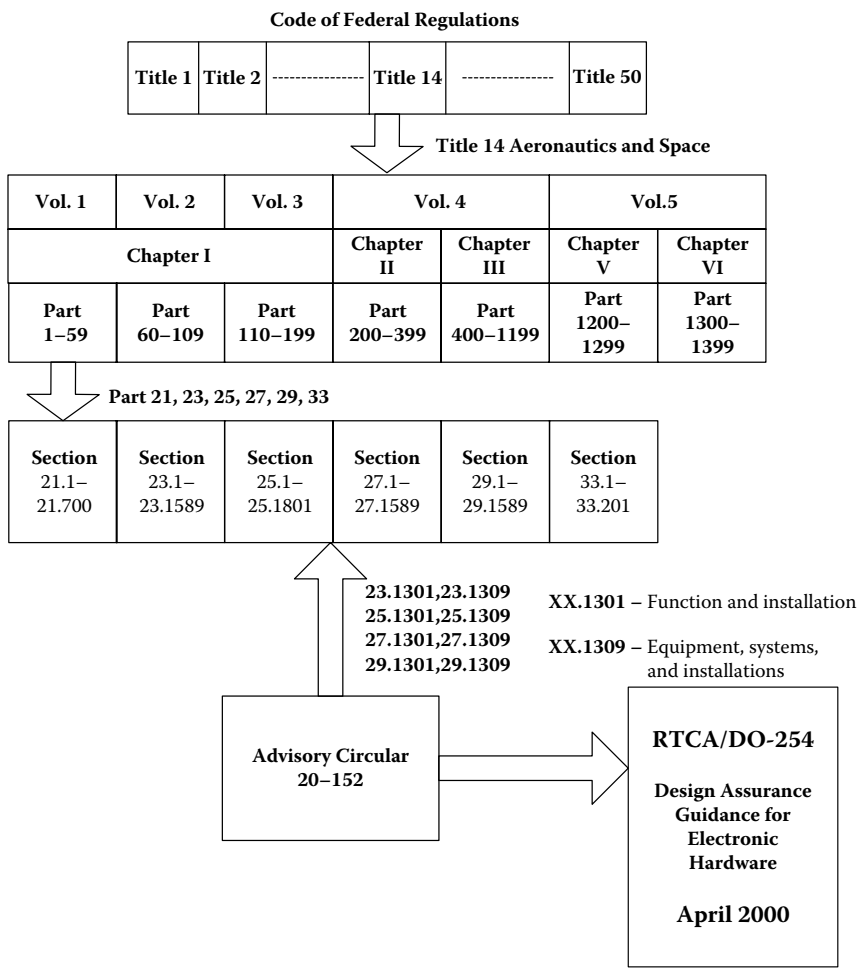 Code of Federal Regulations
Title 1 Title 2 ---------------- Title 14 ---------------- Title 50
Title 14 Aeronautics and Space
Vol. 1 Vol. 2 Vol. 3 Vol. 4 Vol.5
Chapter I
Chapter
II
Chapter
III
Chapter
V
Chapter
VI
Part
1–59
Part
60–109
Part
110–199
Part
200–399
Part
400–1199
Part
1200–
1299
Part
1300–
1399
Part 21, 23, 25, 27, 29, 33
Section
21.1–
21.700
Section
23.1–
23.1589
Section
25.1–
25.1801
Section
27.1–
27.1589
Section
29.1–
29.1589
Section
33.1–
33.201
23.1301,23.1309
25.1301,25.1309
27.1301,27.1309
29.1301,29.1309
XX.1301 – Function and installation
XX.1309 – Equipment, systems,
and installations
Advisory Circular
20–152
RTCA/DO-254
Design Assurance
Guidance for
Electronic
Hardware
April 2000